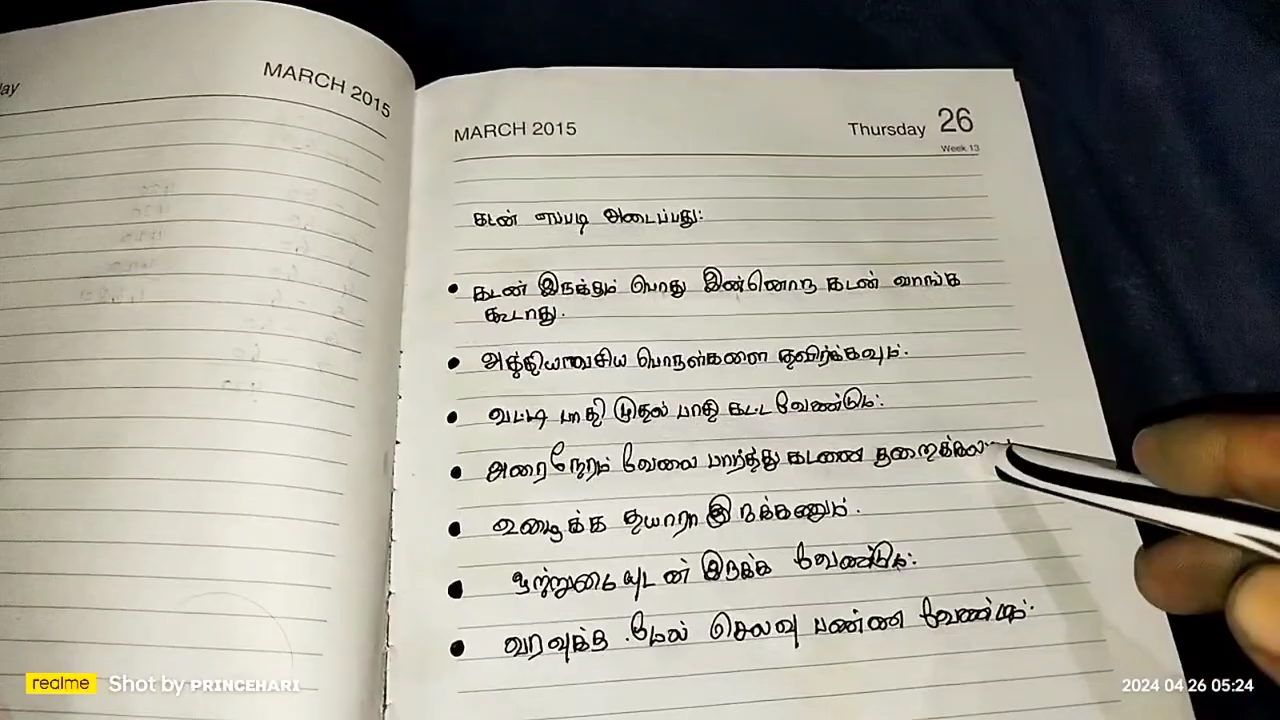 ay
MARCH 2015
MARCH 2015
Thursday 26
Week 13
கடன் எப்படி அடைப்பது:
• கடன் இருக்கும் பொது இன்னொரு கடன் வாங்க
கூடாது.
• அத்தியாவசிய பொருள்களை தவிர்க்கவும்.
• வட்டி பாதி முதல் பாதி கட்ட வேண்டும்.
• அரைநேரம் வேலை பார்த்து கடனை
• உழைக்க தயாரா இருக்கணும்.
• ஒற்றுமையுடன் இருக்க வேண்டும்.
• வரவுக்கு மேல் செலவு பண்ண வேண்டாம்.
realme Shot by PRINCEHARI
2024 04 26 05:24